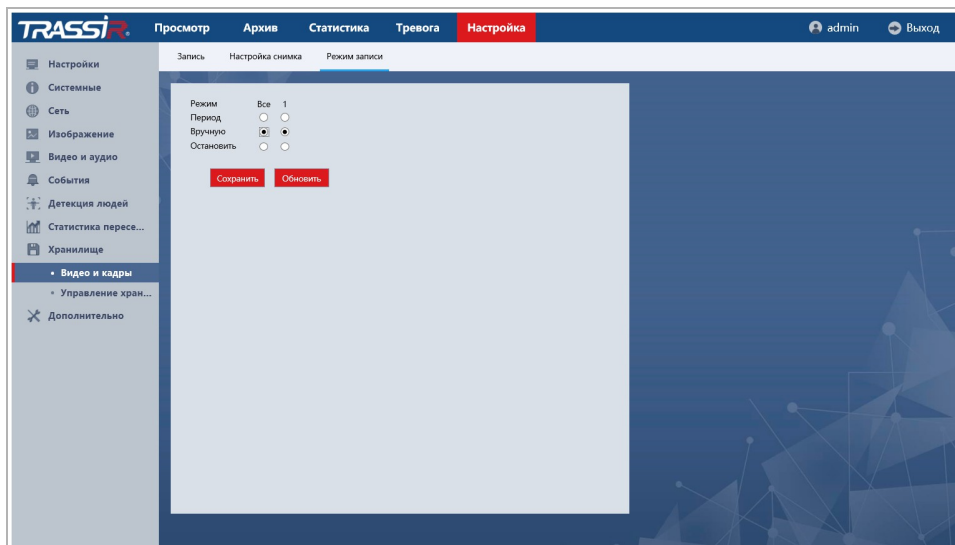 TRASSIR® Просмотр Архив Статистика Тревога Настройка admin Выход
Запись Настройка снимка Режим записи
Настройки
Системные
Сеть
Изображение
Видео и аудио
События
Детекция людей
Статистика пересе...
Хранилище
• Видео и кадры
• Управление хран...
Дополнительно
Режим Все 1
Период
Вручную
Остановить
Сохранить Обновить